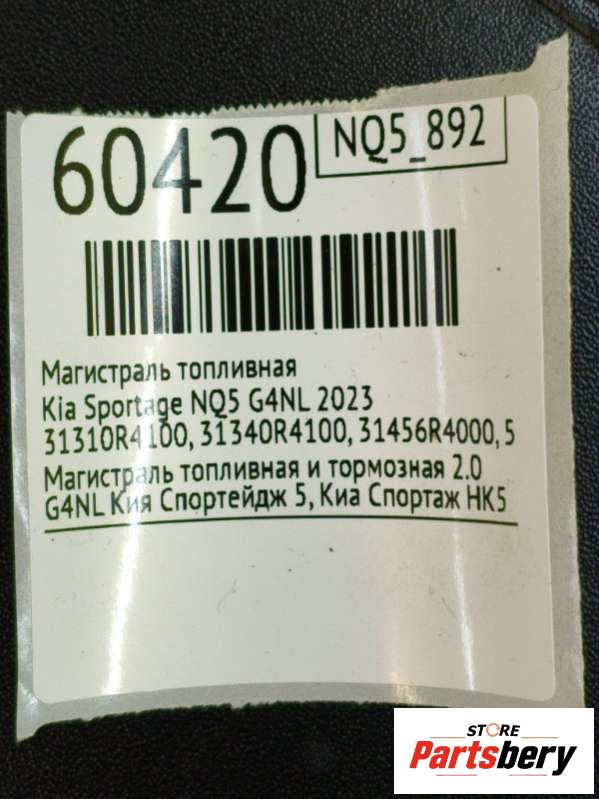 60420
NQ5_892
Магистраль топливная
Kia Sportage NQ5 G4NL 2023
31310R4100, 31340R4100, 31456R4000, 5
Магистраль топливная и тормозная 2.0
G4NL Кия Спортейдж 5, Киа Спортаж НК5
STORE
Partsbery